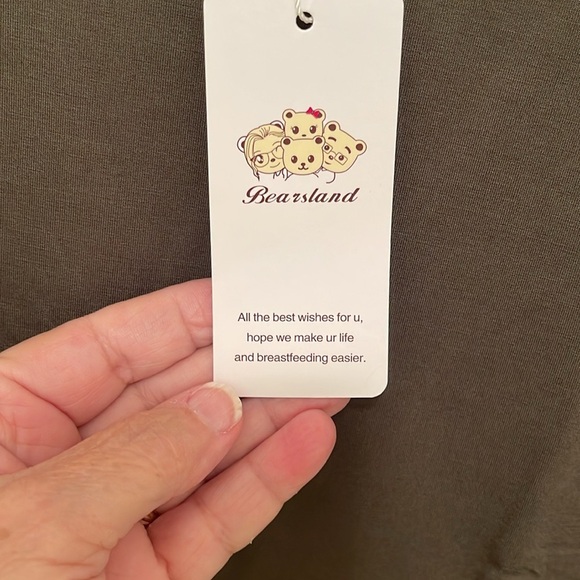 Bearsland
All the best wishes for u,
hope we make ur life
and breastfeeding easier.